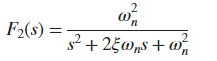 F₂(s) = ωₙ² / (s² + 2ξωₙs + ωₙ²)